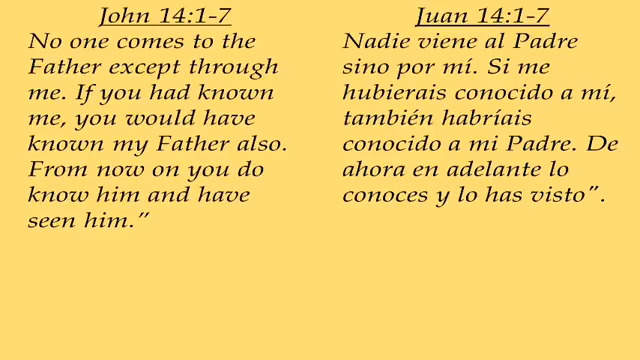 John 14:1-7
No one comes to the
Father except through
me. If you had known
me, you would have
known my Father also.
From now on you do
know him and have
seen him.”
Juan 14:1-7
Nadie viene al Padre
sino por mí. Si me
hubierais conocido a mí,
también habríais
conocido a mi Padre. De
ahora en adelante lo
conoces y lo has visto”.